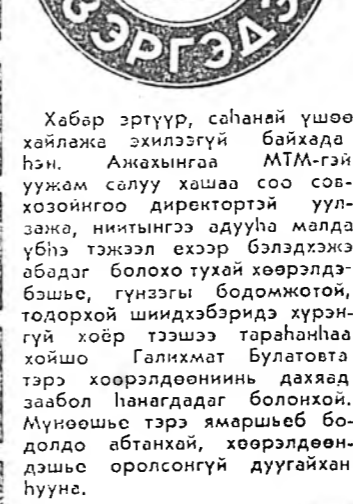 ЗЭРГЭДЭ
Хабар эртүүр, саһанай үшөө
хайлажа эхилээгүй байхада
һэн. Ажахынгаа МТМ-гэй
уужам салуу хашаа соо сов-
хозойнгоо директортэй уул-
зажа, ниитынгээ адууһа малда
үбһэ тэжээл ехээр бэлэдхэжэ
абадаг болохо тухай хөөрэлдэ-
бэшье, гүнзэгы бодомжотой,
тодорхой шиидхэбэридэ хүрэн-
гүй хоёр тээшээ тараһанһаа
хойшо Галихмат Булатовта
тэрэ хөөрэлдөөниинь дахяад
заабол һанагдадаг болонхой.
Мүнөөшье тэрэ ямаршьеб бо-
долдо абтанхай, хөөрэлдөөн-
дэшье оролсонгүй дуугайхан
һууна.